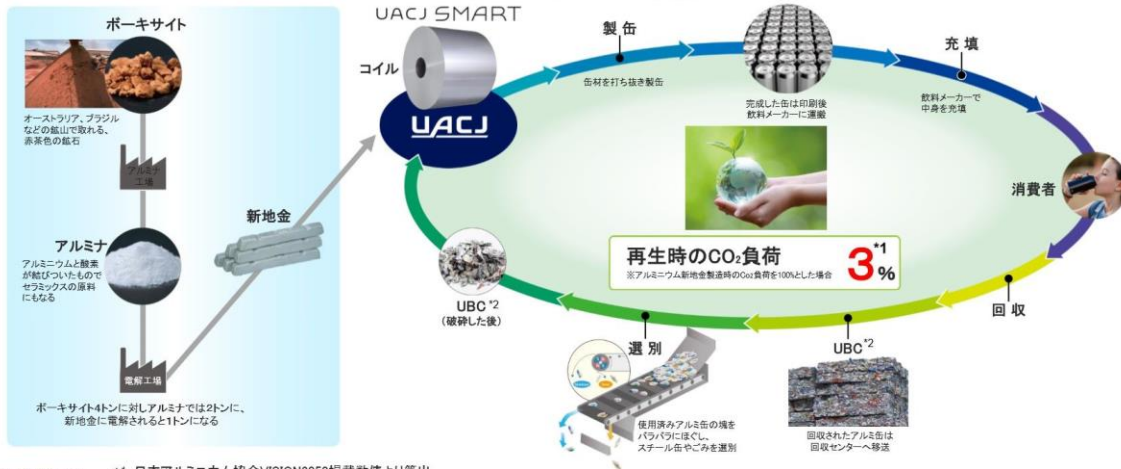 ボーキサイト
オーストラリア、ブラジル
などの鉱山で取れる、
赤茶色の鉱石
アルミナ
工場
アルミナ
アルミニウムと酸素
が結びついたもので
セラミックスの原料
にもなる
電解工場
ボーキサイト4トンに対しアルミナでは2トンに、
新地金に電解されると1トンになる
新地金
UACJ SMART
コイル
UACJ
製缶
缶材を打ち抜き製缶
完成した缶は印刷後
飲料メーカーに運搬
充填
飲料メーカーで
中身を充填
消費者
回収
UBC*2
回収されたアルミ缶は
回収センターへ移送
選別
使用済みアルミ缶の塊を
バラバラにほぐし、
スチール缶やごみを選別
UBC*2
(破砕した後)
再生時のCO₂負荷 3%*1
※アルミニウム新地金製造時のCo2負荷を100%とした場合